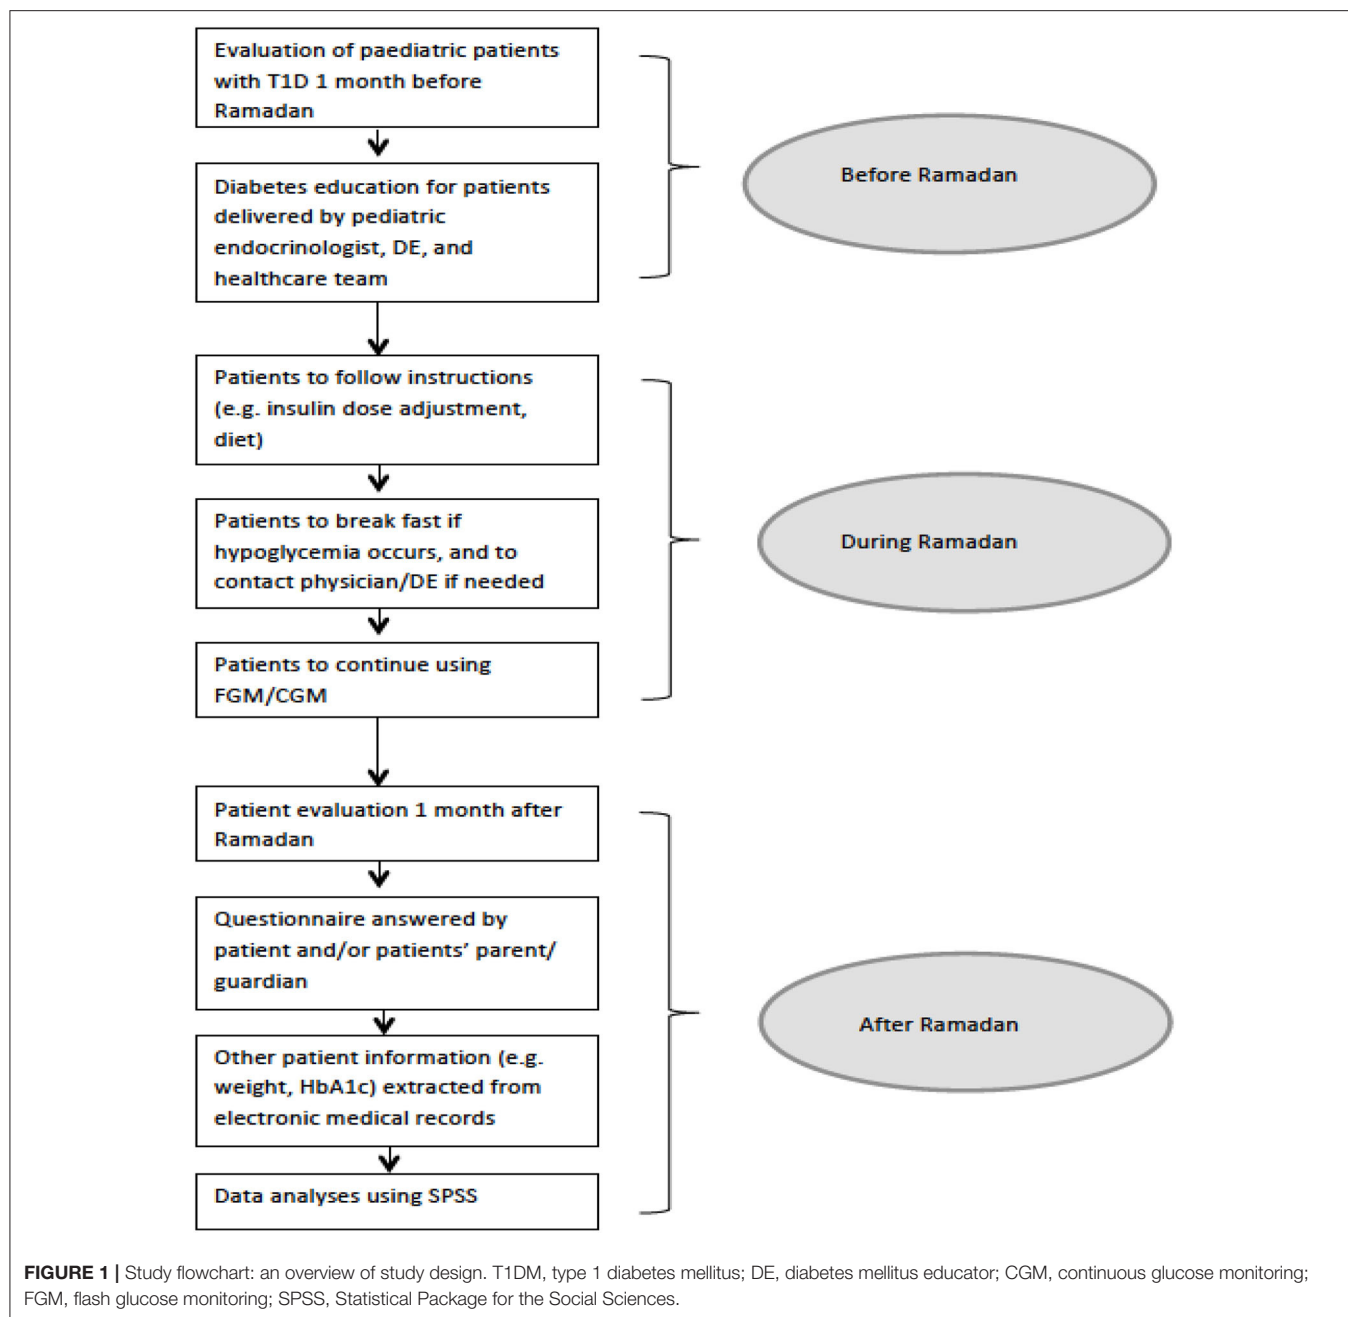 Evaluation of paediatric patients
with T1D 1 month before
Ramadan
Diabetes education for patients
delivered by pediatric
endocrinologist, DE, and
healthcare team
Before Ramadan
Patients to follow instructions
(e.g. insulin dose adjustment,
diet)
Patients to break fast if
hypoglycemia occurs, and to
contact physician/DE if needed
Patients to continue using
FGM/CGM
During Ramadan
Patient evaluation 1 month after
Ramadan
Questionnaire answered by
patient and/or patients’ parent/
guardian
Other patient information (e.g.
weight, HbA1c) extracted from
electronic medical records
Data analyses using SPSS
After Ramadan
FIGURE 1 | Study flowchart: an overview of study design. T1DM, type 1 diabetes mellitus; DE, diabetes mellitus educator; CGM, continuous glucose monitoring;
FGM, flash glucose monitoring; SPSS, Statistical Package for the Social Sciences.